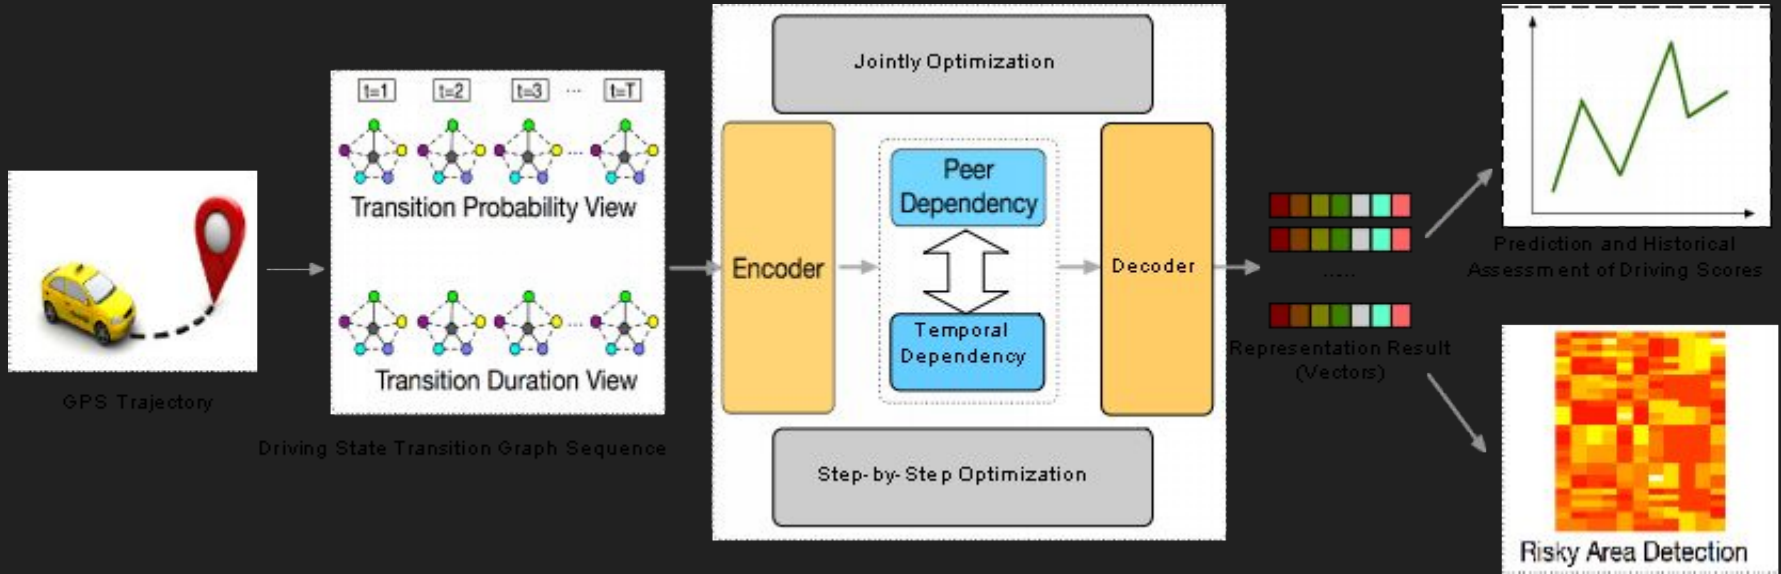 GPS Trajectory
t=1 t=2 t=3 ... t=T
Transition Probability View
Transition Duration View
Driving State Transition Graph Sequence
Jointly Optimization
Encoder
Peer
Dependency
Temporal
Dependency
Decoder
Step-by-Step Optimization
......
Representation Result
(Vectors)
Prediction and Historical
Assessment of Driving Scores
Risky Area Detection